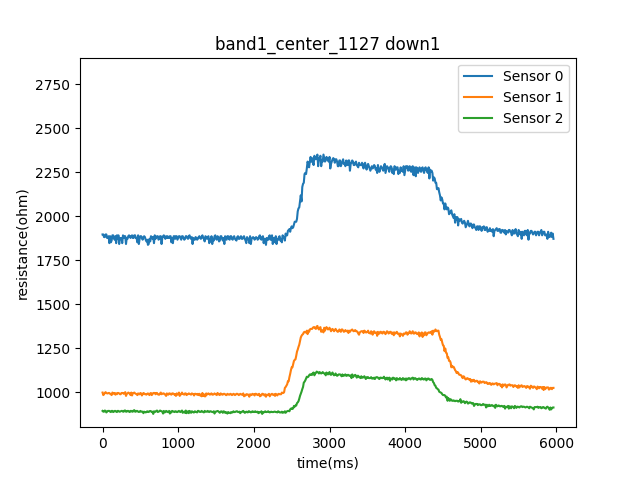 band1_center_1127 down1
Sensor 0
Sensor 1
Sensor 2
resistance(ohm)
2750
2500
2250
2000
1750
1500
1250
1000
0
1000
2000
3000
4000
5000
6000
time(ms)